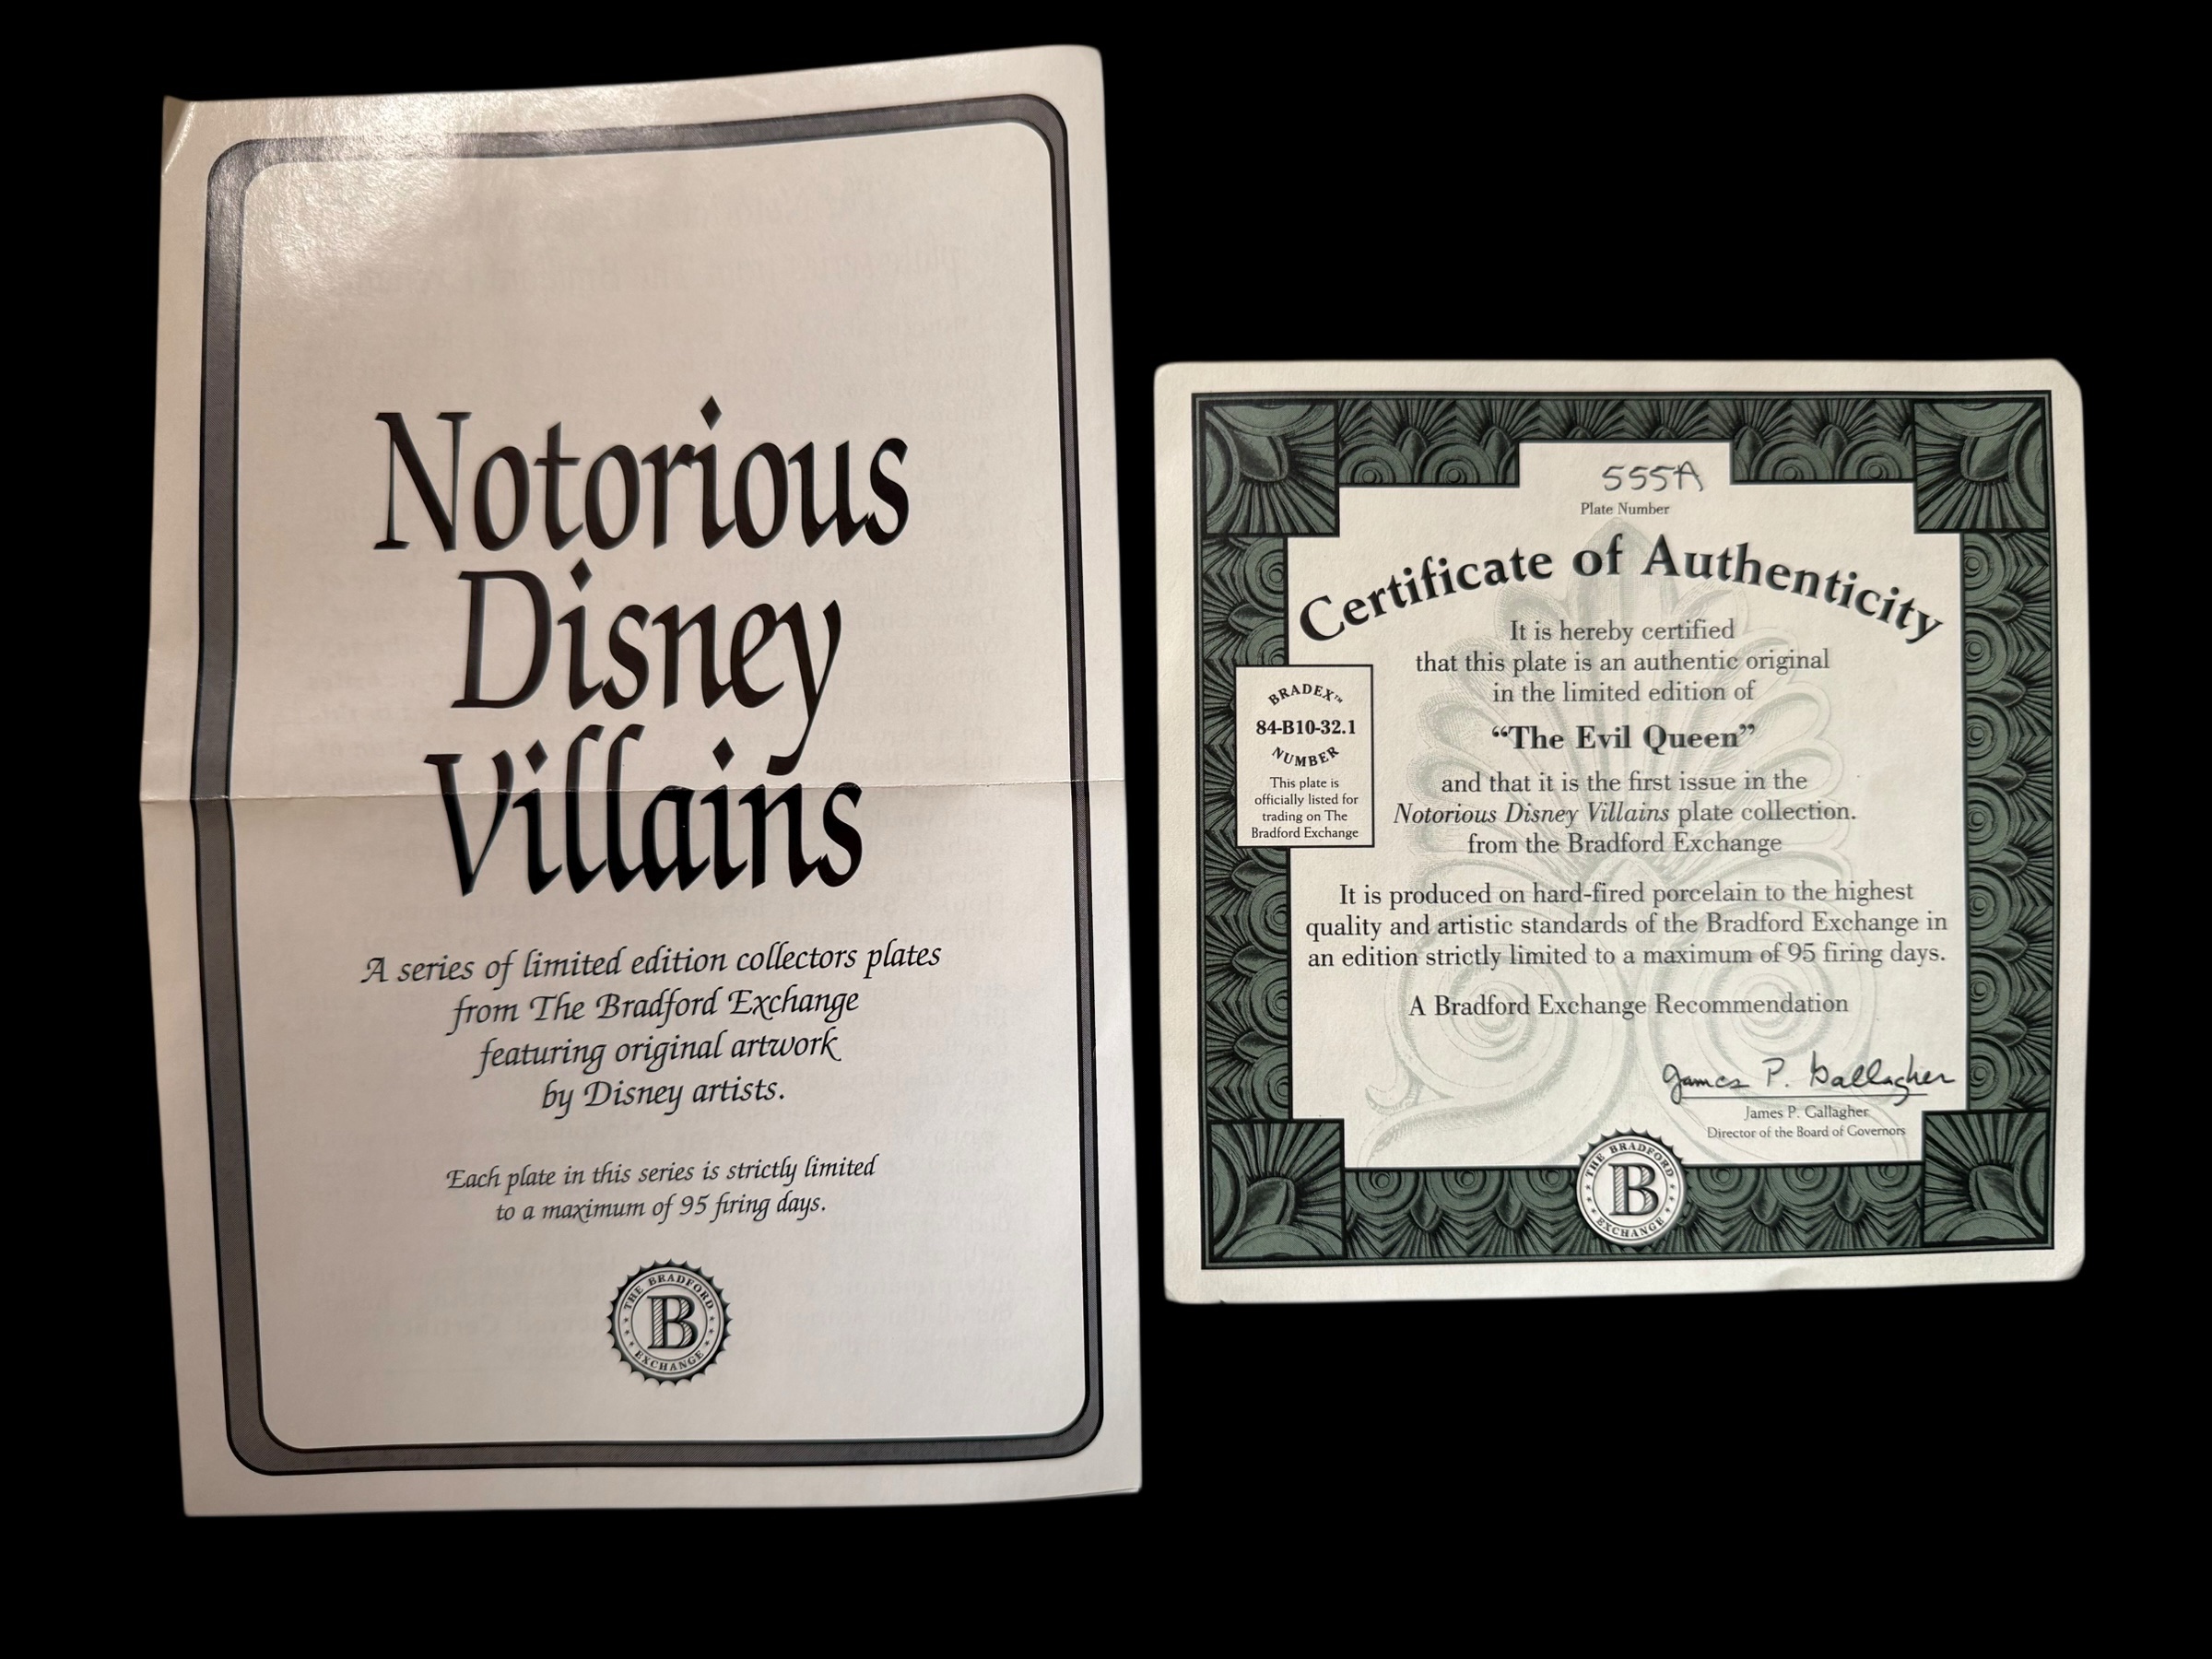 Notorious
Disney
Villains
A series of limited edition collectors plates
from The Bradford Exchange
featuring original artwork
by Disney artists.
Each plate in this series is strictly limited
to a maximum of 95 firing days.
THE BRADFORD
B
EXCHANGE
555A
Plate Number
Certificate of Authenticity
It is hereby certified
that this plate is an authentic original
in the limited edition of
“The Evil Queen”
and that it is the first issue in the
Notorious Disney Villains plate collection.
from the Bradford Exchange
BRADEX™
84-B10-32.1
NUMBER
This plate is
officially listed for
trading on The
Bradford Exchange
It is produced on hard-fired porcelain to the highest
quality and artistic standards of the Bradford Exchange in
an edition strictly limited to a maximum of 95 firing days.
A Bradford Exchange Recommendation
James P. Gallagher
James P. Gallagher
Director of the Board of Governors
THE BRADFORD
B
EXCHANGE